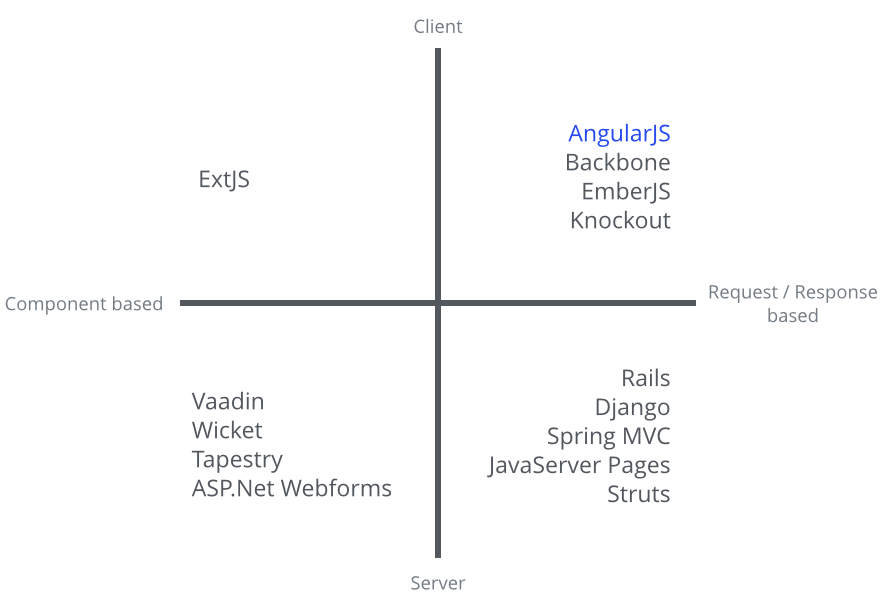 Client
AngularJS
Backbone
ExtJS
EmberJS
Knockout
Component based
Request / Response
based
Vaadin
Wicket
Tapestry
ASP.Net Webforms
Rails
Django
Spring MVC
JavaServer Pages
Struts
Server